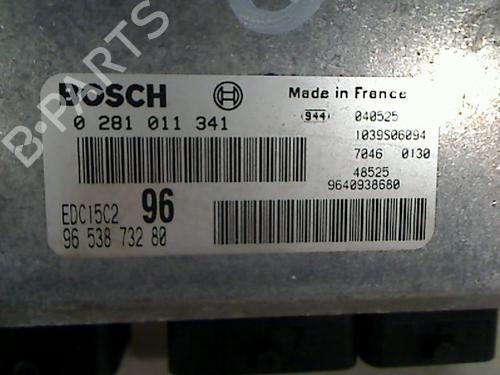 B-PARTS
BOSCH
Made in France
0 281 011 341
944 040525
1039S06094
7046 0130
48525
9640938680
EDC15C2 96
96 538 732 80